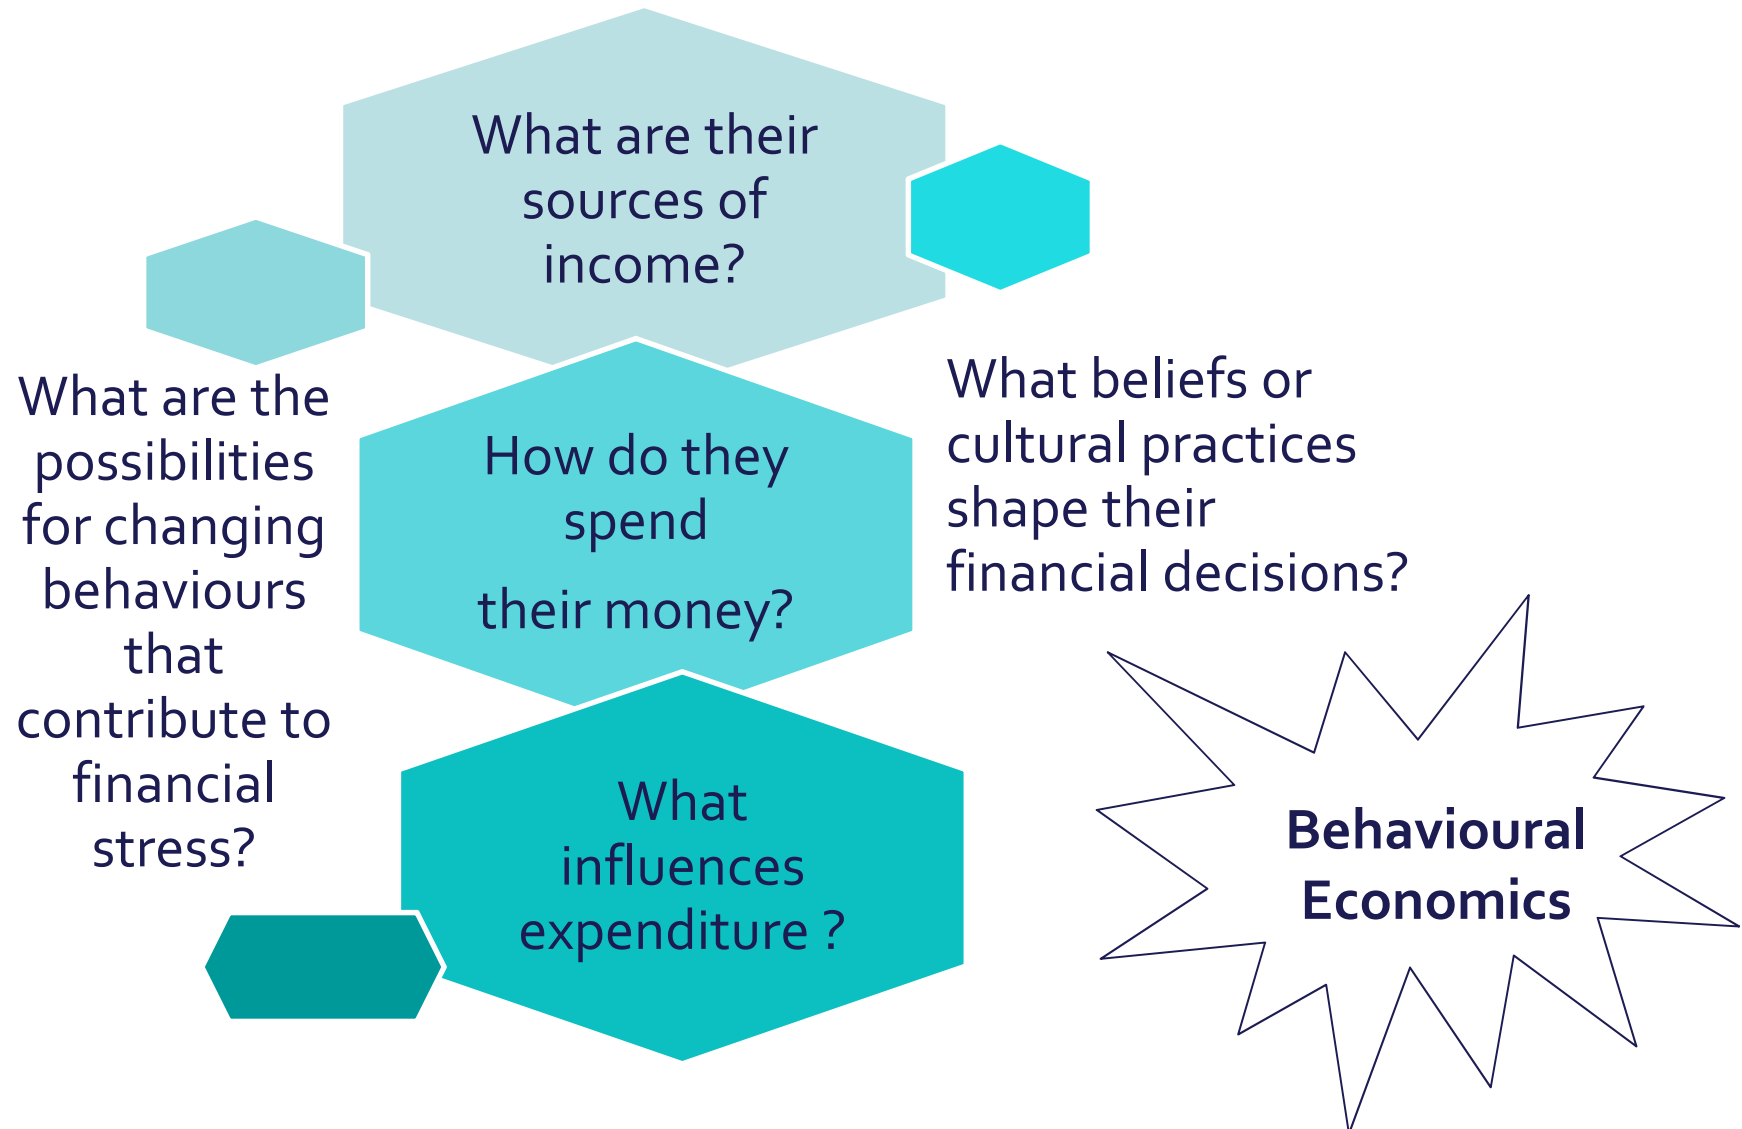 What are their
sources of
income?
What are the
possibilities
for changing
behaviours
that
contribute to
financial
stress?
How do they
spend
their money?
What beliefs or
cultural practices
shape their
financial decisions?
What
influences
expenditure ?
Behavioural
Economics